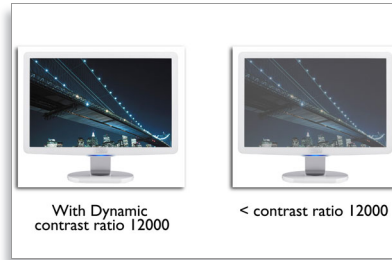 With Dynamic
contrast ratio 12000
< contrast ratio 12000